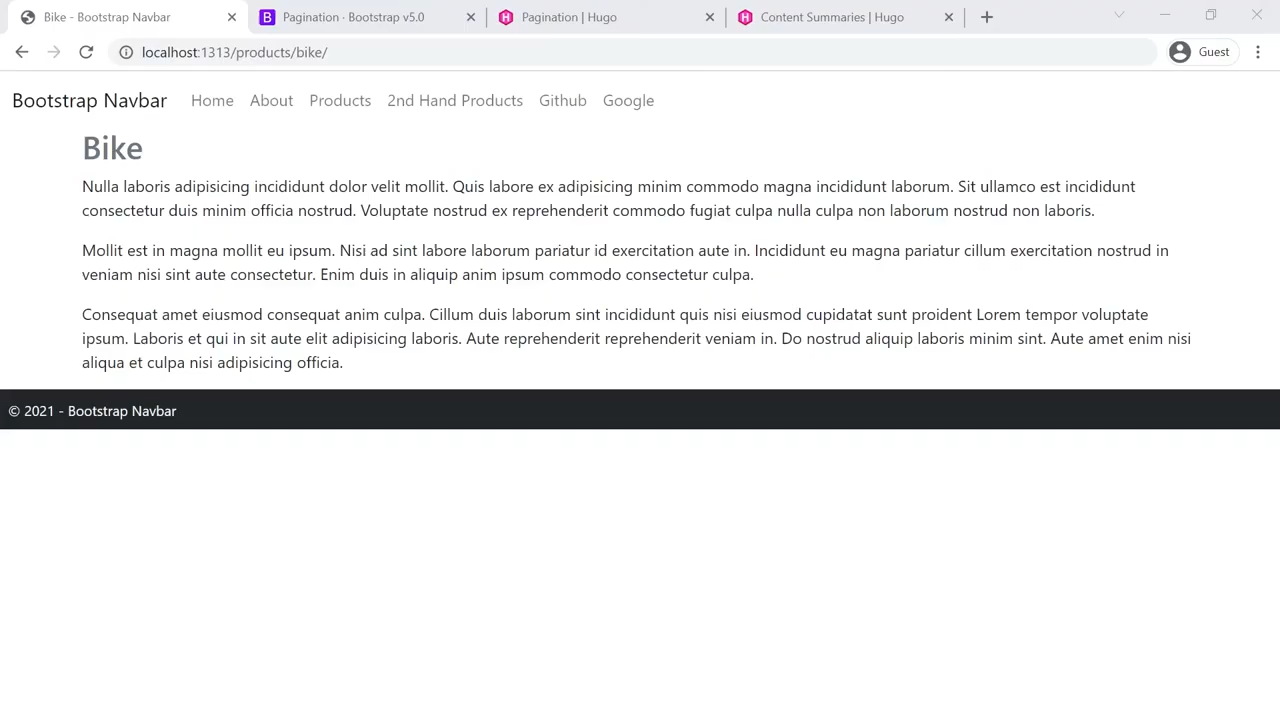 Bike - Bootstrap Navbar
Pagination · Bootstrap v5.0
Pagination | Hugo
Content Summaries | Hugo
localhost:1313/products/bike/
Guest
Bootstrap Navbar Home About Products 2nd Hand Products Github Google
Bike
Nulla laboris adipisicing incididunt dolor velit mollit. Quis labore ex adipisicing minim commodo magna incididunt laborum. Sit ullamco est incididunt
consectetur duis minim officia nostrud. Voluptate nostrud ex reprehenderit commodo fugiat culpa nulla culpa non laborum nostrud non laboris.
Mollit est in magna mollit eu ipsum. Nisi ad sint labore laborum pariatur id exercitation aute in. Incididunt eu magna pariatur cillum exercitation nostrud in
veniam nisi sint aute consectetur. Enim duis in aliquip anim ipsum commodo consectetur culpa.
Consequat amet eiusmod consequat anim culpa. Cillum duis laborum sint incididunt quis nisi eiusmod cupidatat sunt proident Lorem tempor voluptate
ipsum. Laboris et qui in sit aute elit adipisicing laboris. Aute reprehenderit reprehenderit veniam in. Do nostrud aliquip laboris minim sint. Aute amet enim nisi
aliqua et culpa nisi adipisicing officia.
© 2021 - Bootstrap Navbar